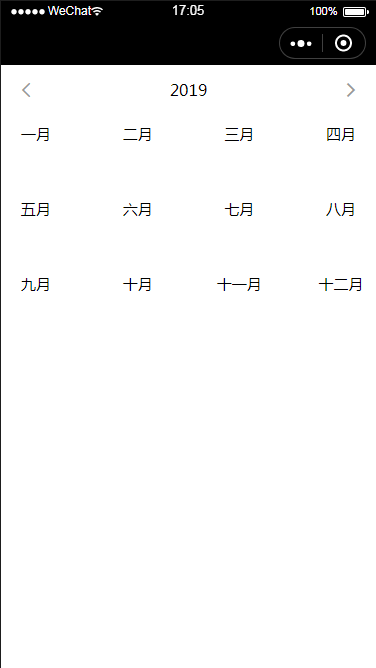 WeChat 17:05 100%
2019
一月 二月 三月 四月
五月 六月 七月 八月
九月 十月 十一月 十二月